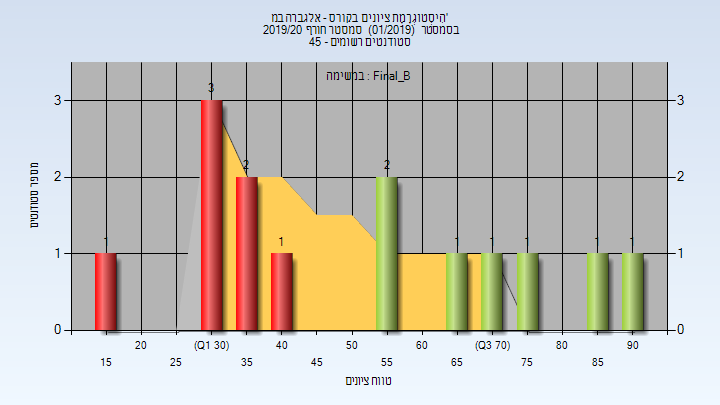 היסטוגרמת ציונים בקורס - אלגברה במ'
בסמסטר (01/2019) סמסטר חורף 2019/20
סטודנטים רשומים - 45
במשימה : Final_B
3 3
2 2
1 1
0 0
1 3 2 1 2 1 1 1 1 1
מספר סטודנטים
20 (Q1 30) 40 50 60 (Q3 70) 80 90
15 25 35 45 55 65 75 85
טווח ציונים